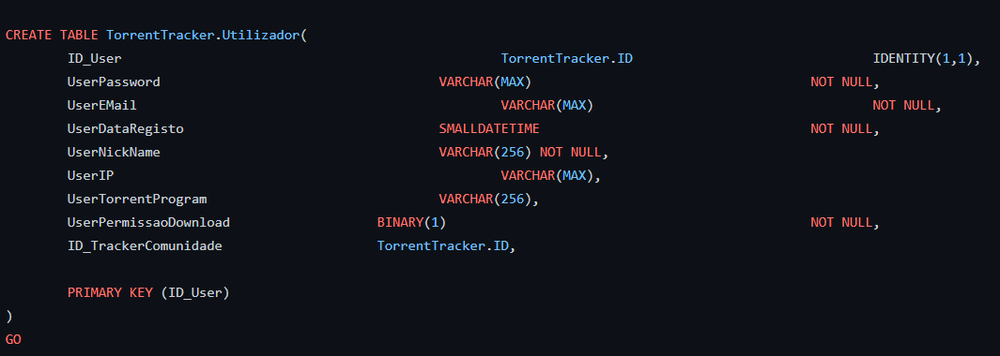 CREATE TABLE TorrentTracker.Utilizador(
ID_User TorrentTracker.ID IDENTITY(1,1),
UserPassword VARCHAR(MAX) NOT NULL,
UserEMail VARCHAR(MAX) NOT NULL,
UserDataRegisto SMALLDATETIME NOT NULL,
UserNickName VARCHAR(256) NOT NULL,
UserIP VARCHAR(MAX),
UserTorrentProgram VARCHAR(256),
UserPermissaoDownload BINARY(1) NOT NULL,
ID_TrackerComunidade TorrentTracker.ID,
PRIMARY KEY (ID_User)
)
GO